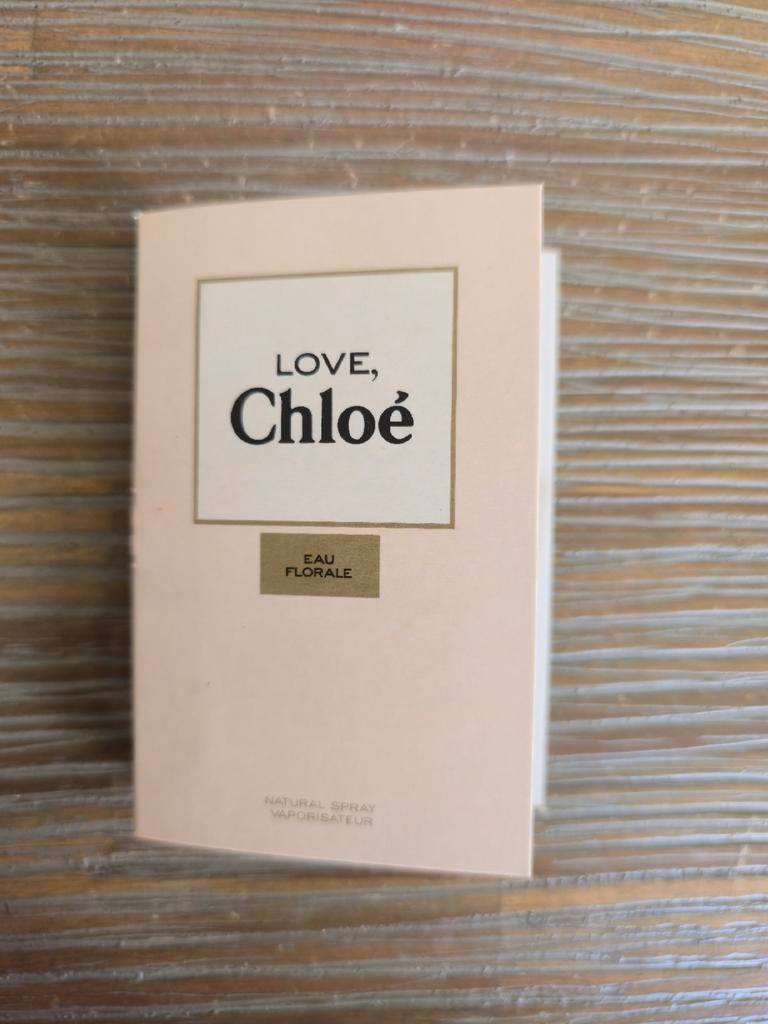 LOVE,
Chloé
EAU
FLORALE
NATURAL SPRAY
VAPORISATEUR